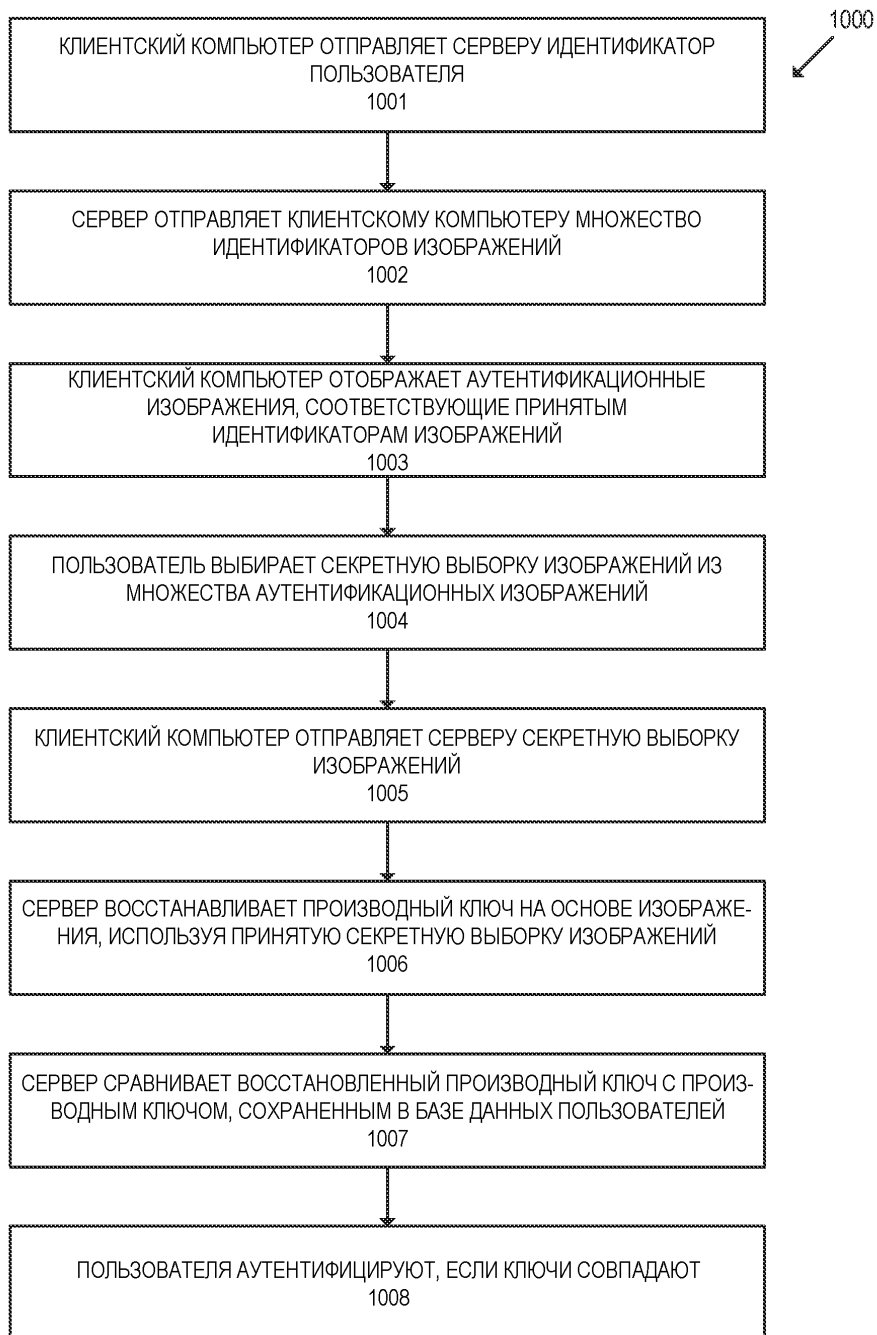 1000
КЛИЕНТСКИЙ КОМПЬЮТЕР ОТПРАВЛЯЕТ СЕРВЕРУ ИДЕНТИФИКАТОР
ПОЛЬЗОВАТЕЛЯ
1001
СЕРВЕР ОТПРАВЛЯЕТ КЛИЕНТСКОМУ КОМПЬЮТЕРУ МНОЖЕСТВО
ИДЕНТИФИКАТОРОВ ИЗОБРАЖЕНИЙ
1002
КЛИЕНТСКИЙ КОМПЬЮТЕР ОТОБРАЖАЕТ АУТЕНТИФИКАЦИОННЫЕ
ИЗОБРАЖЕНИЯ, СООТВЕТСТВУЮЩИЕ ПРИНЯТЫМ
ИДЕНТИФИКАТОРАМ ИЗОБРАЖЕНИЙ
1003
ПОЛЬЗОВАТЕЛЬ ВЫБИРАЕТ СЕКРЕТНУЮ ВЫБОРКУ ИЗОБРАЖЕНИЙ ИЗ
МНОЖЕСТВА АУТЕНТИФИКАЦИОННЫХ ИЗОБРАЖЕНИЙ
1004
КЛИЕНТСКИЙ КОМПЬЮТЕР ОТПРАВЛЯЕТ СЕРВЕРУ СЕКРЕТНУЮ ВЫБОРКУ
ИЗОБРАЖЕНИЙ
1005
СЕРВЕР ВОССТАНАВЛИВАЕТ ПРОИЗВОДНЫЙ КЛЮЧ НА ОСНОВЕ ИЗОБРАЖЕ-
НИЯ, ИСПОЛЬЗУЯ ПРИНЯТУЮ СЕКРЕТНУЮ ВЫБОРКУ ИЗОБРАЖЕНИЙ
1006
СЕРВЕР СРАВНИВАЕТ ВОССТАНОВЛЕННЫЙ ПРОИЗВОДНЫЙ КЛЮЧ С ПРОИЗ-
ВОДНЫМ КЛЮЧОМ, СОХРАНЕННЫМ В БАЗЕ ДАННЫХ ПОЛЬЗОВАТЕЛЕЙ
1007
ПОЛЬЗОВАТЕЛЯ АУТЕНТИФИЦИРУЮТ, ЕСЛИ КЛЮЧИ СОВПАДАЮТ
1008